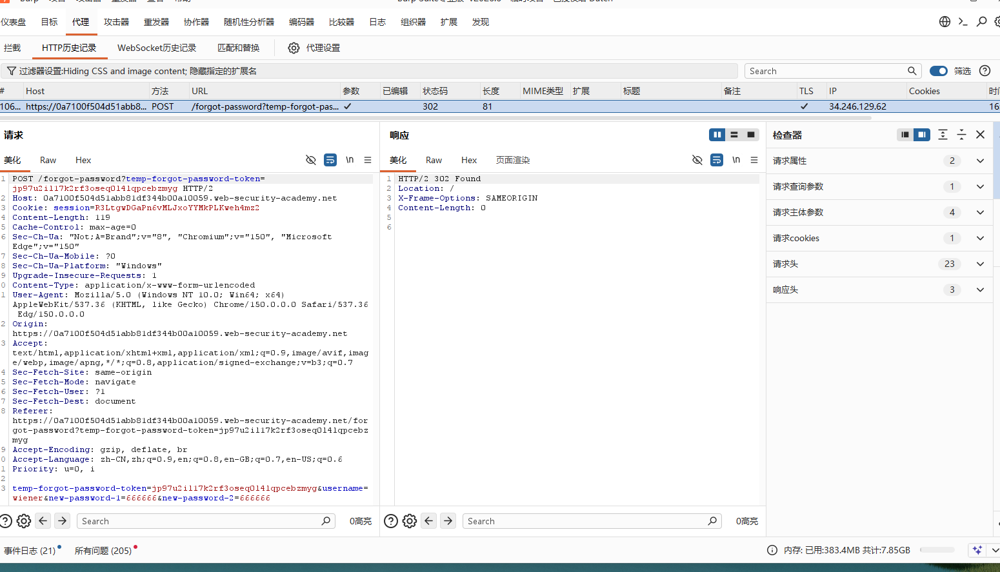 仪表盘 目标 代理 攻击器 重发器 协作器 随机性分析器 编码器 比较器 日志 组织器 扩展 发现
拦截 HTTP历史记录 WebSocket历史记录 匹配和替换 代理设置
过滤器设置:Hiding CSS and image content; 隐藏指定的扩展名 Search 筛选
# Host 方法 URL 参数 已编辑 状态码 长度 MIME类型 扩展 标题 备注 TLS IP Cookies 时间
106... https://0a7100f504d51abb8... POST /forgot-password?temp-forgot-pas... 302 81 34.246.129.62 16
请求
美化 Raw Hex \n
1 POST /forgot-password?temp-forgot-password-token=
jp97u2il17k2rf3oseq0l4lqpcebzmyg HTTP/2
2 Host: 0a7100f504d51abb81df344b00a10059.web-security-academy.net
3 Cookie: session=R3LtgwDGaPn6vMLJxoYYMkPLKweh4mz2
4 Content-Length: 119
5 Cache-Control: max-age=0
6 Sec-Ch-Ua: "Not;A=Brand";v="8", "Chromium";v="150", "Microsoft
Edge";v="150"
7 Sec-Ch-Ua-Mobile: ?0
8 Sec-Ch-Ua-Platform: "Windows"
9 Upgrade-Insecure-Requests: 1
0 Content-Type: application/x-www-form-urlencoded
1 User-Agent: Mozilla/5.0 (Windows NT 10.0; Win64; x64)
AppleWebKit/537.36 (KHTML, like Gecko) Chrome/150.0.0.0 Safari/537.36
Edg/150.0.0.0
2 Origin:
https://0a7100f504d51abb81df344b00a10059.web-security-academy.net
3 Accept:
text/html,application/xhtml+xml,application/xml;q=0.9,image/avif,imag
e/webp,image/apng,*/*;q=0.8,application/signed-exchange;v=b3;q=0.7
4 Sec-Fetch-Site: same-origin
5 Sec-Fetch-Mode: navigate
6 Sec-Fetch-User: ?1
7 Sec-Fetch-Dest: document
8 Referer:
https://0a7100f504d51abb81df344b00a10059.web-security-academy.net/for
got-password?temp-forgot-password-token=jp97u2il17k2rf3oseq0l4lqpcebz
myg
9 Accept-Encoding: gzip, deflate, br
0 Accept-Language: zh-CN,zh;q=0.9,en;q=0.8,en-GB;q=0.7,en-US;q=0.6
1 Priority: u=0, i
2
3 temp-forgot-password-token=jp97u2il17k2rf3oseq0l4lqpcebzmyg&username=
wiener&new-password-1=666666&new-password-2=666666
Search 0高亮
响应
美化 Raw Hex 页面渲染 \n
1 HTTP/2 302 Found
2 Location: /
3 X-Frame-Options: SAMEORIGIN
4 Content-Length: 0
5
6
Search 0高亮
检查器
请求属性 2
请求查询参数 1
请求主体参数 4
请求cookies 1
请求头 23
响应头 3
事件日志 (21) 所有问题 (205) 内存: 已用:383.4MB 共计:7.85GB